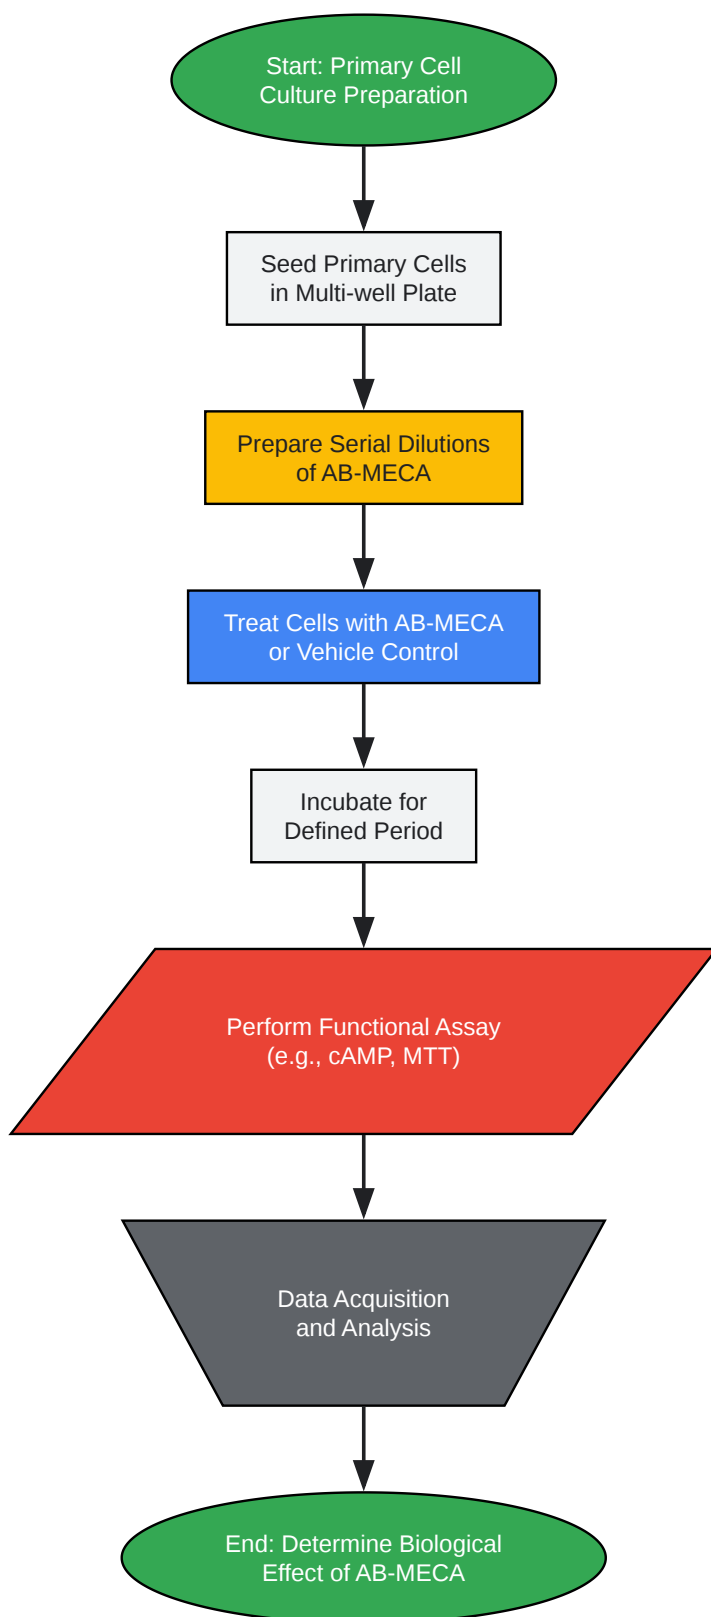 Start: Primary Cell
Culture Preparation
Seed Primary Cells
in Multi-well Plate
Prepare Serial Dilutions
of AB-MECA
Treat Cells with AB-MECA
or Vehicle Control
Incubate for
Defined Period
Perform Functional Assay
(e.g., cAMP, MTT)
Data Acquisition
and Analysis
End: Determine Biological
Effect of AB-MECA